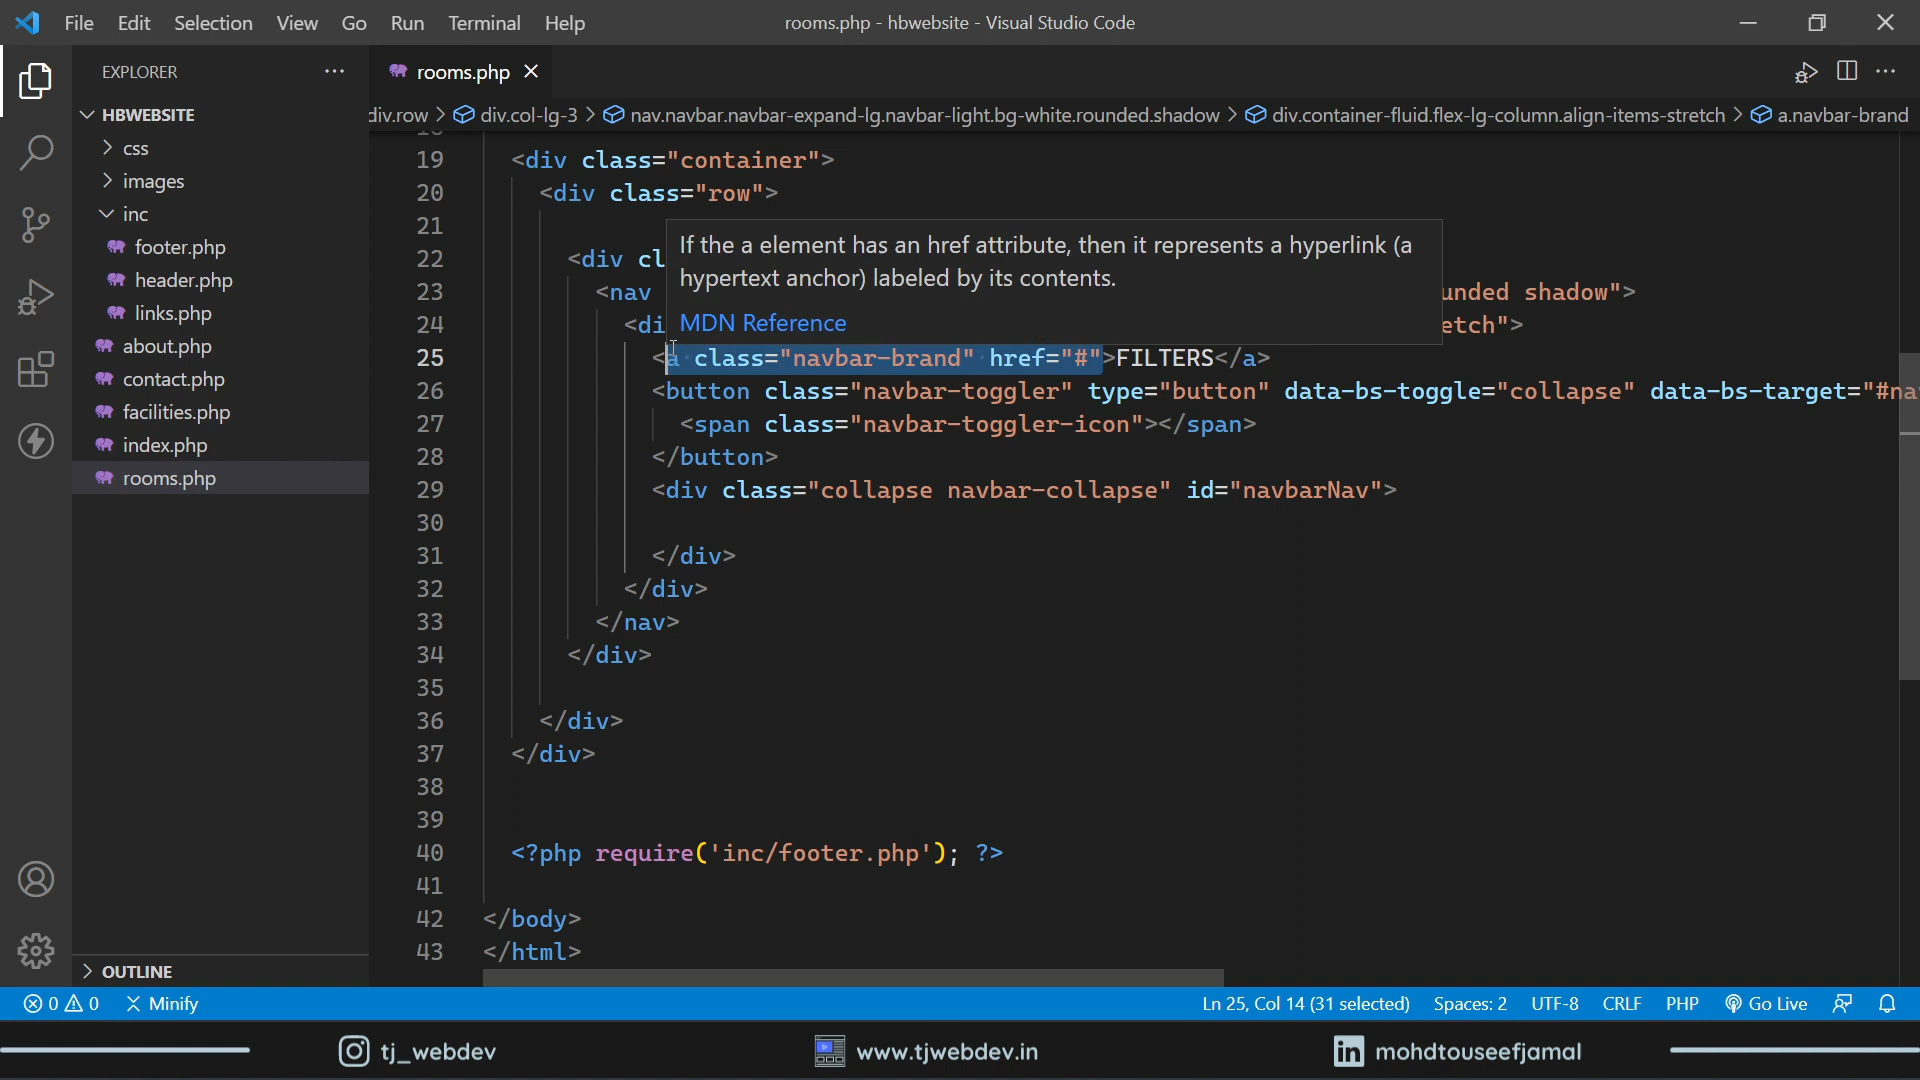 File Edit Selection View Go Run Terminal Help
rooms.php - hbwebsite - Visual Studio Code
EXPLORER
rooms.php
HBWEBSITE
div.row > div.col-lg-3 > nav.navbar.navbar-expand-lg.navbar-light.bg-white.rounded.shadow > div.container-fluid.flex-lg-column.align-items-stretch > a.navbar-brand
css
images
inc
footer.php
header.php
links.php
about.php
contact.php
facilities.php
index.php
rooms.php
OUTLINE
19 <div class="container">
20 <div class="row">
21
22 <div cl
23 <nav unded shadow">
24 <di etch">
If the a element has an href attribute, then it represents a hyperlink (a
hypertext anchor) labeled by its contents.
MDN Reference
25 <a class="navbar-brand" href="#">FILTERS</a>
26 <button class="navbar-toggler" type="button" data-bs-toggle="collapse" data-bs-target="#na
27 <span class="navbar-toggler-icon"></span>
28 </button>
29 <div class="collapse navbar-collapse" id="navbarNav">
30
31 </div>
32 </div>
33 </nav>
34 </div>
35
36 </div>
37 </div>
38
39
40 <?php require('inc/footer.php'); ?>
41
42 </body>
43 </html>
0 0 Minify
Ln 25, Col 14 (31 selected) Spaces: 2 UTF-8 CRLF PHP Go Live
tj_webdev
www.tjwebdev.in
mohdtouseefjamal